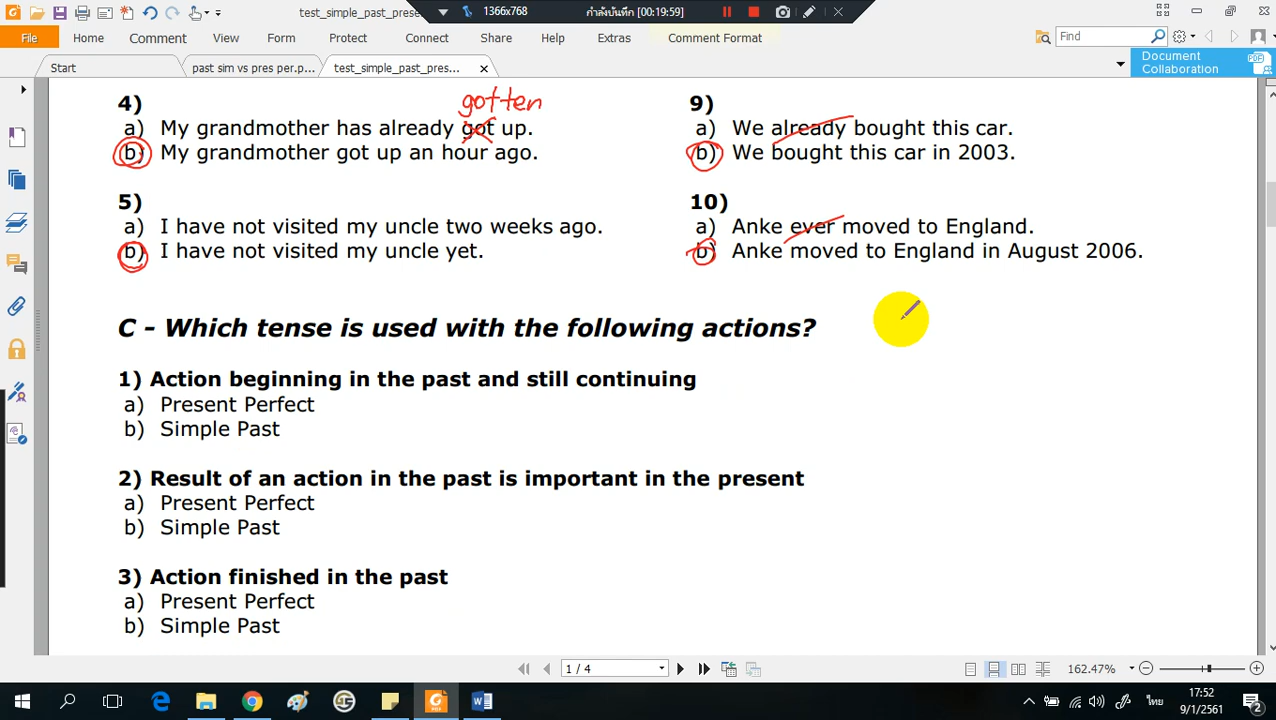 test_simple_past_prese
1366x768
กำลังบันทึก [00:19:59]
File
Home
Comment
View
Form
Protect
Connect
Share
Help
Extras
Comment Format
Find
Start
past sim vs pres per.p...
test_simple_past_pres...
Document
Collaboration
4)
gotten
a) My grandmother has already got up.
b) My grandmother got up an hour ago.
5)
a) I have not visited my uncle two weeks ago.
b) I have not visited my uncle yet.
9)
a) We already bought this car.
b) We bought this car in 2003.
10)
a) Anke ever moved to England.
b) Anke moved to England in August 2006.
C - Which tense is used with the following actions?
1) Action beginning in the past and still continuing
a) Present Perfect
b) Simple Past
2) Result of an action in the past is important in the present
a) Present Perfect
b) Simple Past
3) Action finished in the past
a) Present Perfect
b) Simple Past
1 / 4
162.47%
ไทย
17:52
9/1/2561
2